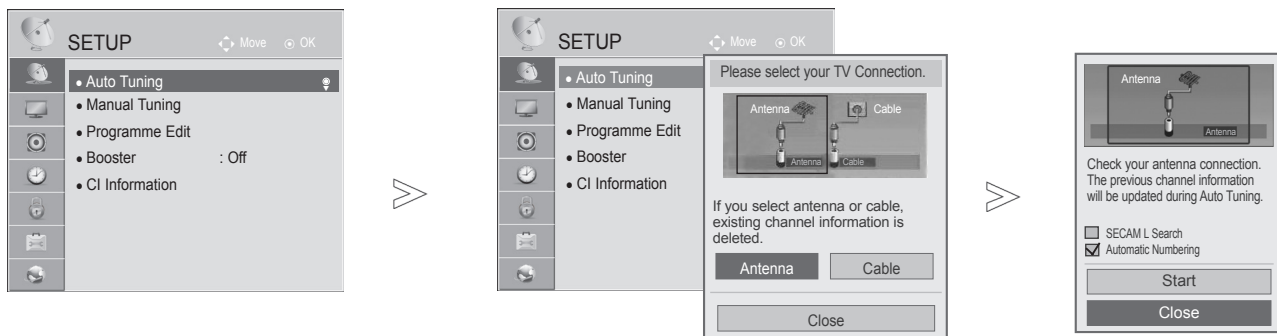 SETUP
Move OK
• Auto Tuning
• Manual Tuning
• Programme Edit
• Booster : Off
• CI Information
SETUP
Move OK
• Auto Tuning
• Manual Tuning
• Programme Edit
• Booster
• CI Information
Please select your TV Connection.
Antenna Cable
Antenna Cable
If you select antenna or cable,
existing channel information is
deleted.
Antenna Cable
Close
Antenna
Antenna
Check your antenna connection.
The previous channel information
will be updated during Auto Tuning.
SECAM L Search
Automatic Numbering
Start
Close